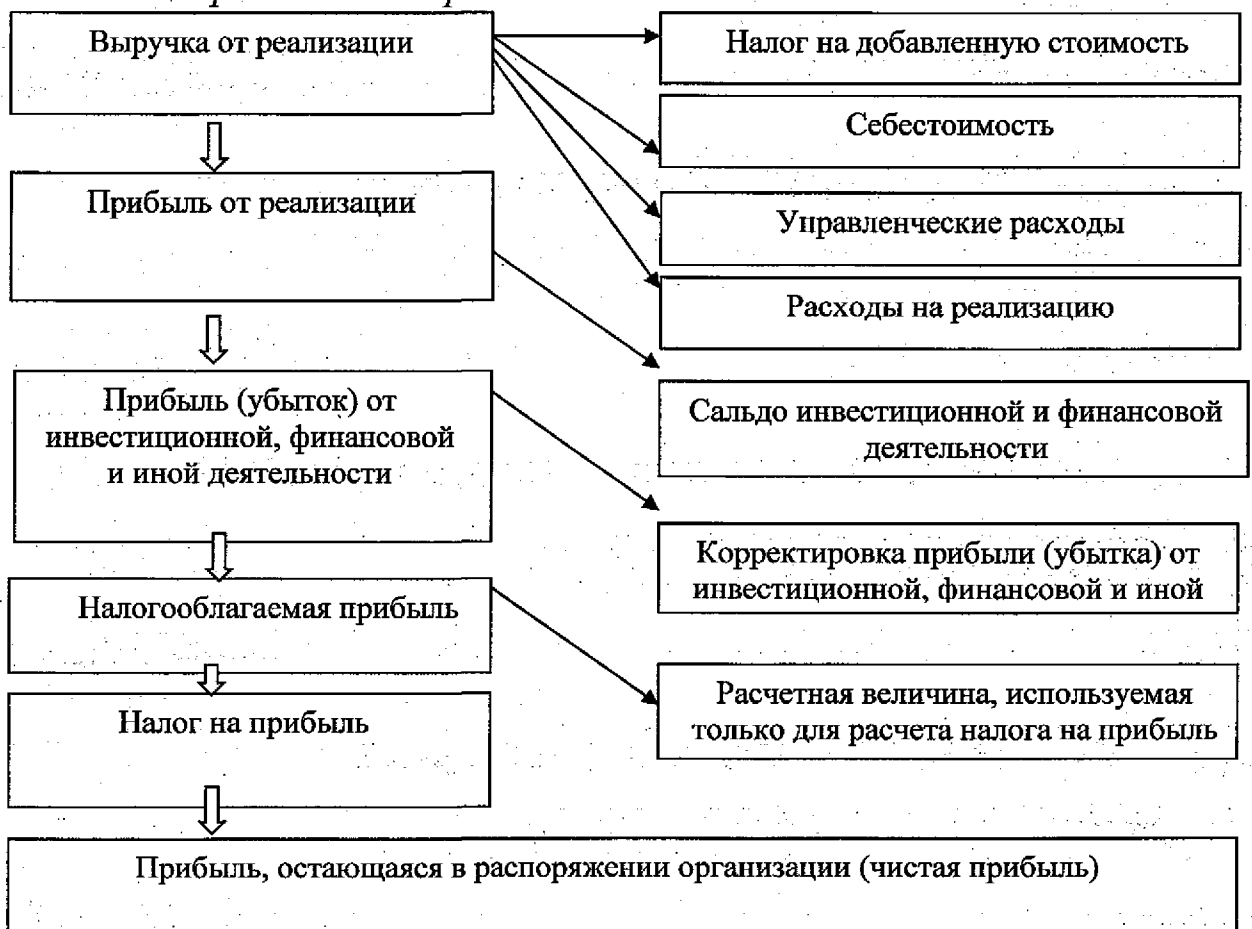 Выручка от реализации
Налог на добавленную стоимость
Себестоимость
Прибыль от реализации
Управленческие расходы
Расходы на реализацию
Прибыль (убыток) от
инвестиционной, финансовой
и иной деятельности
Сальдо инвестиционной и финансовой
деятельности
Корректировка прибыли (убытка) от
инвестиционной, финансовой и иной
Налогооблагаемая прибыль
Расчетная величина, используемая
только для расчета налога на прибыль
Налог на прибыль
Прибыль, остающаяся в распоряжении организации (чистая прибыль)